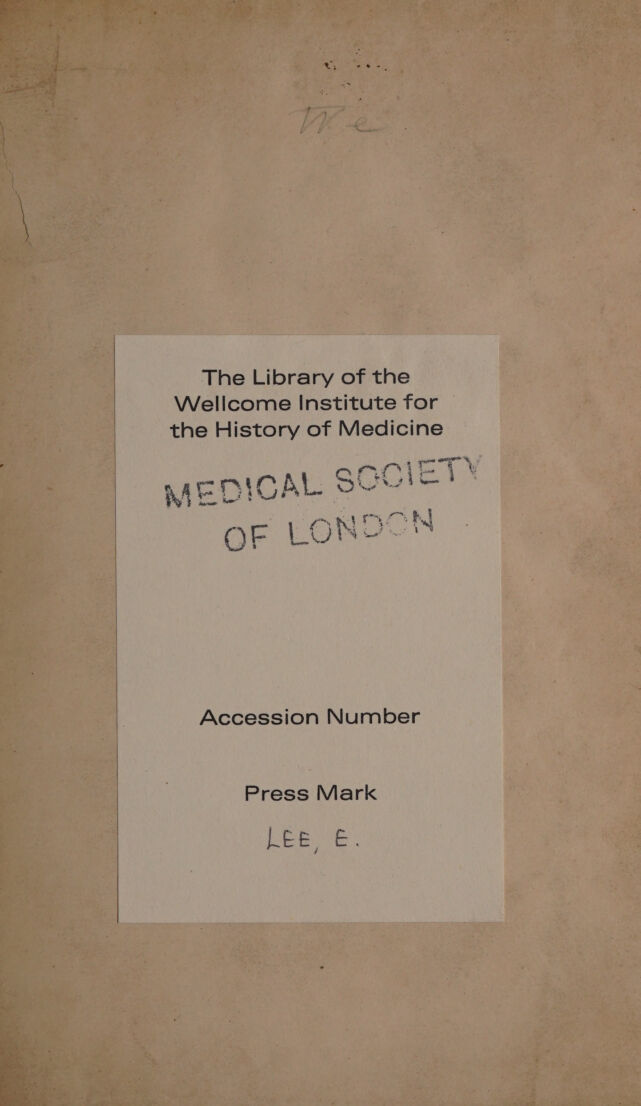 We
The Library of the
Wellcome Institute for
the History of Medicine
MEDICAL SOCIETY
OF LONDON
Accession Number
Press Mark
LEE, E.